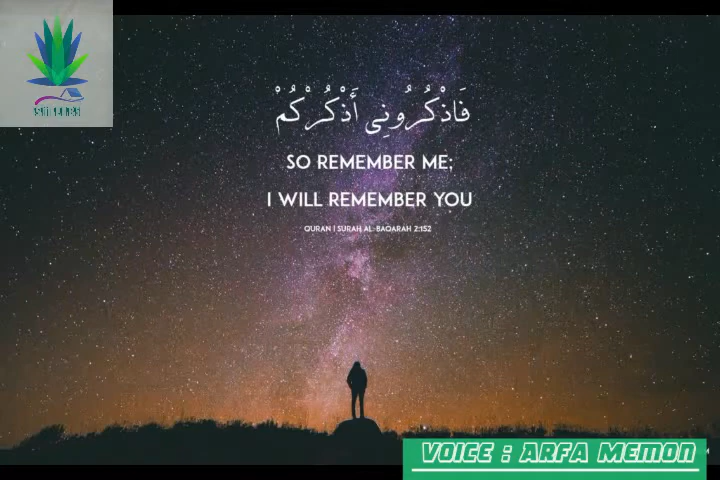 فَاذْكُرُونِي أَذْكُرْكُمْ
SO REMEMBER ME;
I WILL REMEMBER YOU
QURAN | SURAH AL-BAQARAH 2:152
VOICE : ARFA MEMON